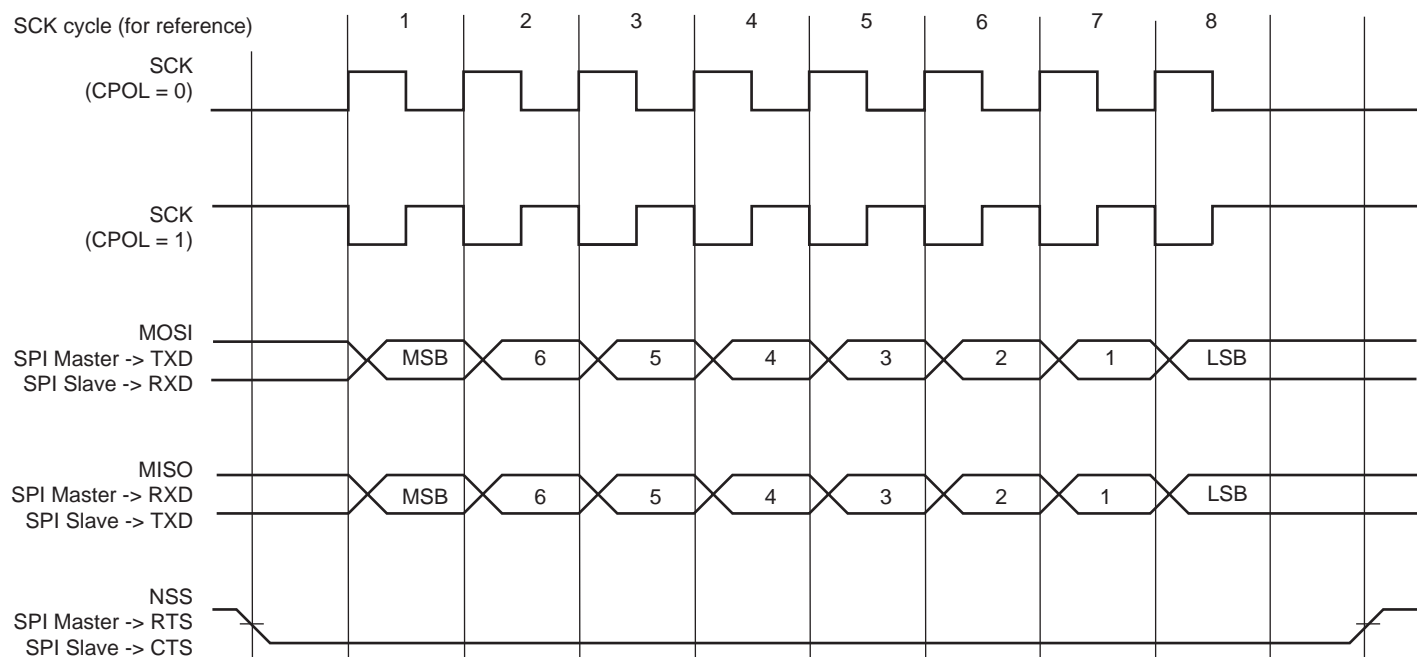 SCK cycle (for reference)
1 2 3 4 5 6 7 8
SCK
(CPOL = 0)
SCK
(CPOL = 1)
MOSI
SPI Master -> TXD
SPI Slave -> RXD
MSB 6 5 4 3 2 1 LSB
MISO
SPI Master -> RXD
SPI Slave -> TXD
MSB 6 5 4 3 2 1 LSB
NSS
SPI Master -> RTS
SPI Slave -> CTS